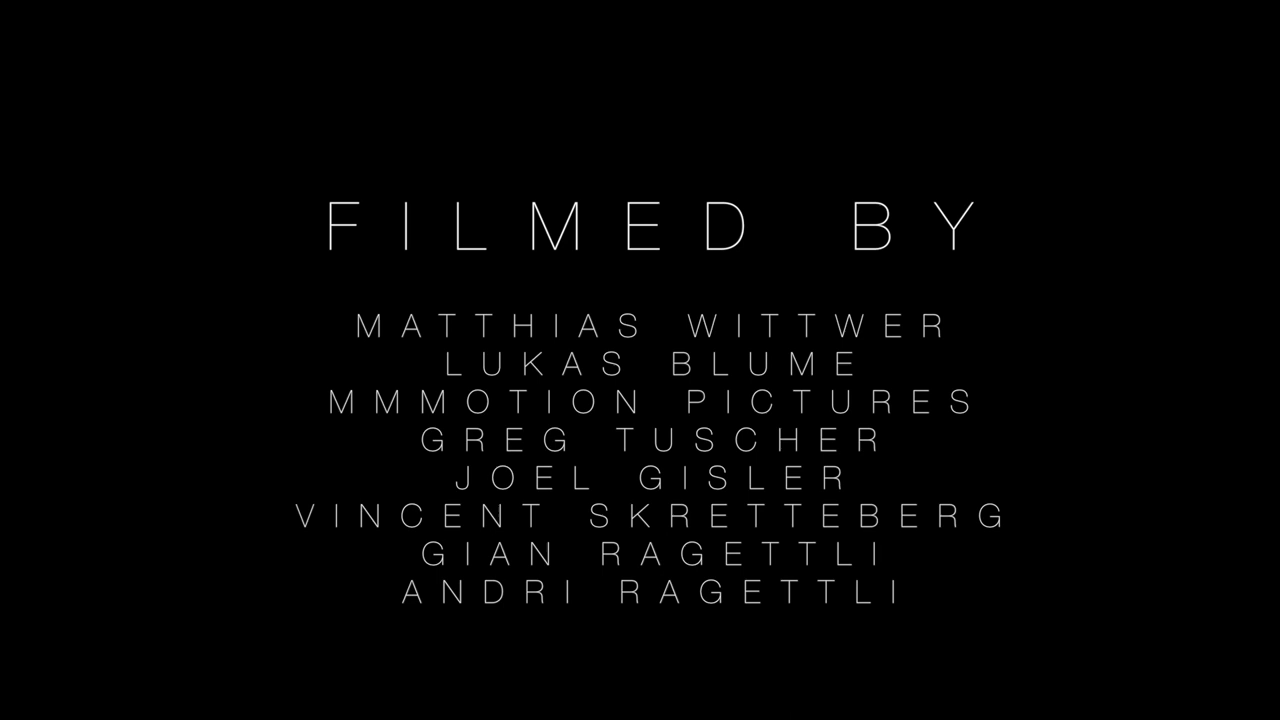 FILMED BY
MATTHIAS WITTWER
LUKAS BLUME
MMMOTION PICTURES
GREG TUSCHER
JOEL GISLER
VINCENT SKRETTEBERG
GIAN RAGETTLI
ANDRI RAGETTLI